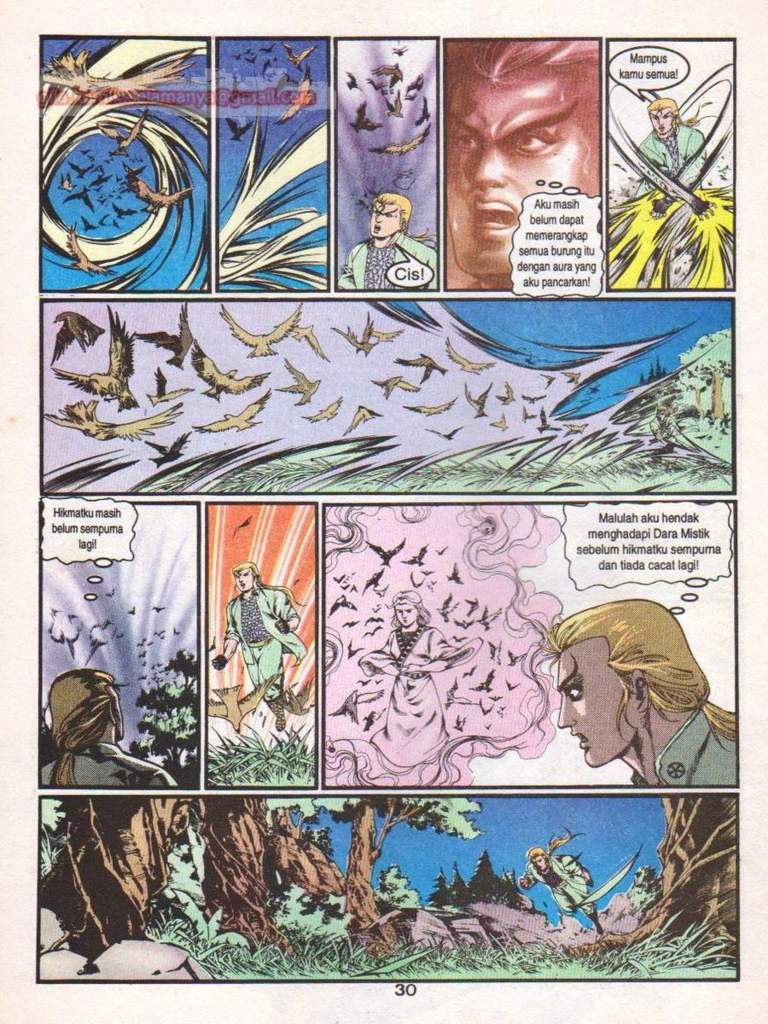 Cis!
Aku masih
belum dapat
memerangkap
semua burung itu
dengan aura yang
aku pancarkan!
Mampus
kamu semua!
Hikmatku masih
belum sempurna
lagi!
Malulah aku hendak
menghadapi Dara Mistik
sebelum hikmatku sempurna
dan tiada cacat lagi!
30